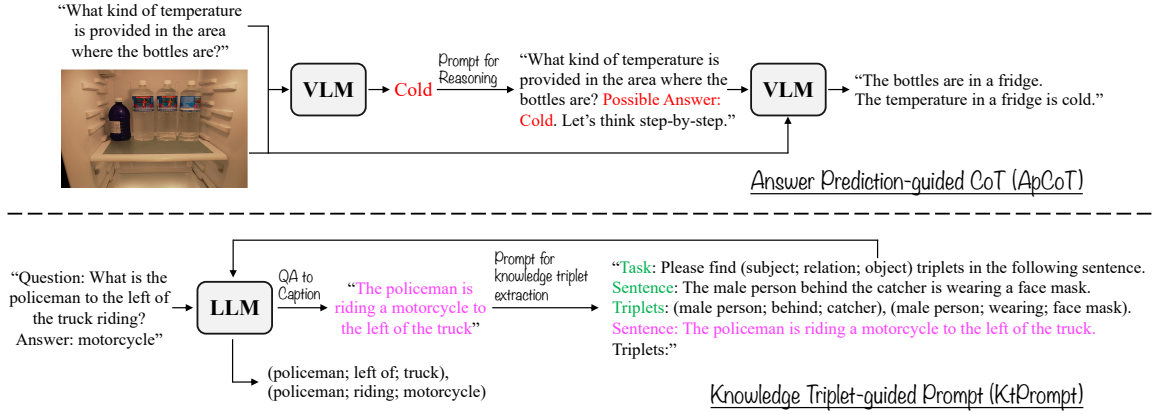 “What kind of temperature
is provided in the area
where the bottles are?”
VLM
Cold
Prompt for
Reasoning
“What kind of temperature is
provided in the area where the
bottles are? Possible Answer:
Cold. Let’s think step-by-step.”
VLM
“The bottles are in a fridge.
The temperature in a fridge is cold.”
Answer Prediction-guided CoT (ApCoT)
“Question: What is the
policeman to the left of
the truck riding?
Answer: motorcycle”
LLM
QA to
Caption
“The policeman is
riding a motorcycle to
the left of the truck”
Prompt for
knowledge triplet
extraction
“Task: Please find (subject; relation; object) triplets in the following sentence.
Sentence: The male person behind the catcher is wearing a face mask.
Triplets: (male person; behind; catcher), (male person; wearing; face mask).
Sentence: The policeman is riding a motorcycle to the left of the truck.
Triplets:”
(policeman; left of; truck),
(policeman; riding; motorcycle)
Knowledge Triplet-guided Prompt (KtPrompt)